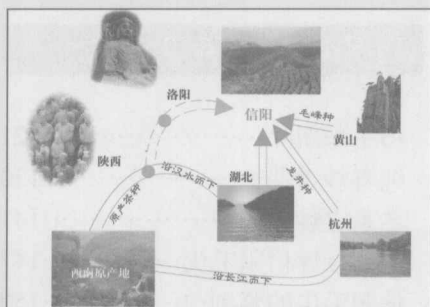 洛阳
信阳
毛峰种
黄山
陕西
沿汉水而下
湖北
龙井种
原产茶种
杭州
西南原产地
沿长江而下